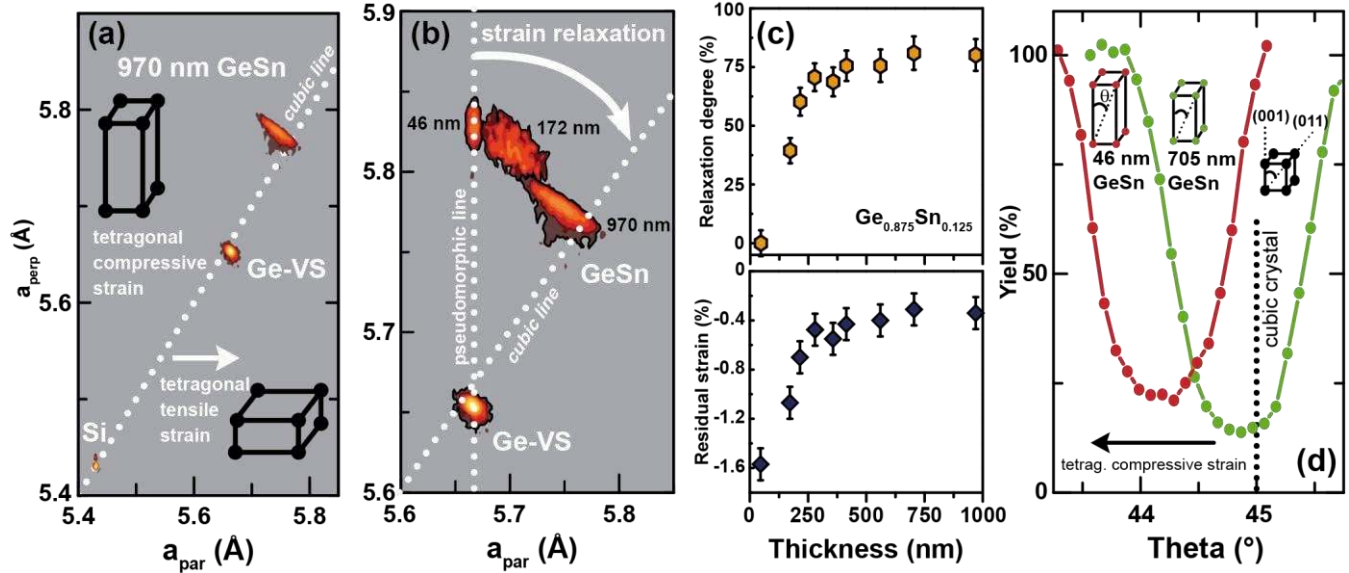 (a)
970 nm GeSn
cubic line
tetragonal
compressive
strain
Ge-VS
tetragonal
tensile
strain
Si
5.8
5.6
5.4
a_perp (Å)
5.4
5.6
5.8
a_par (Å)
(b)
strain relaxation
46 nm
172 nm
970 nm
GeSn
pseudomorphic line
cubic line
Ge-VS
5.9
5.8
5.7
5.6
5.6
5.7
5.8
a_par (Å)
(c)
Relaxation degree (%)
100
75
50
25
0
Ge0.875Sn0.125
Residual strain (%)
0
-0.4
-0.8
-1.2
-1.6
0
250
500
750
1000
Thickness (nm)
Yield (%)
100
50
0
θ
46 nm
GeSn
705 nm
GeSn
(001)
(011)
cubic crystal
tetrag. compressive strain
(d)
44
45
Theta (°)